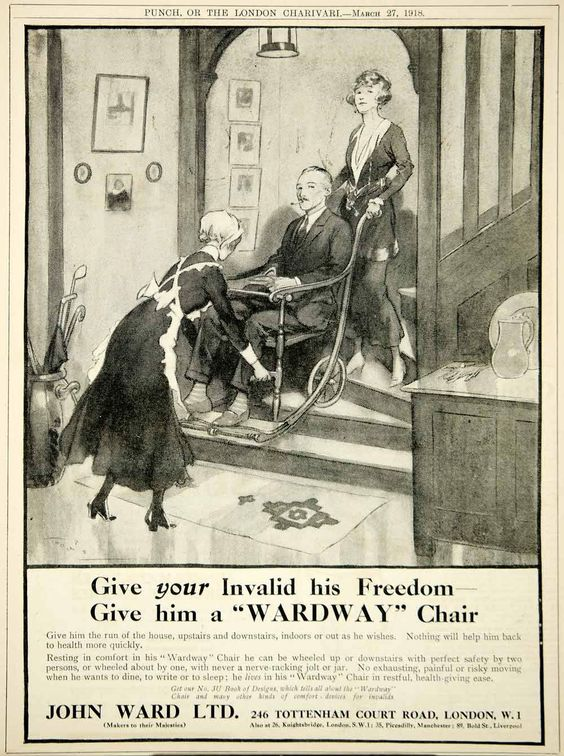 PUNCH, OR THE LONDON CHARIVARI.—March 27, 1918.
Give your Invalid his Freedom—
Give him a "WARDWAY" Chair
Give him the run of the house, upstairs and downstairs, indoors or out as he wishes. Nothing will help him back
to health more quickly.
Resting in comfort in his "Wardway" Chair he can be wheeled up or downstairs with perfect safety by two
persons, or wheeled about by one, with never a nerve-racking jolt or jar. No exhausting, painful or risky moving
when he wants to dine, to write or to sleep; he lives in his "Wardway" Chair in restful, health-giving ease.
Get our No. JU Book of Designs, which tells all about the "Wardway"
Chair and many other kinds of comfort devices for invalids
JOHN WARD LTD. 246 TOTTENHAM COURT ROAD, LONDON, W. 1
(Makers to their Majesties) Also at 26, Knightsbridge, London, S.W. 1; 35, Piccadilly, Manchester; 89, Bold St., Liverpool